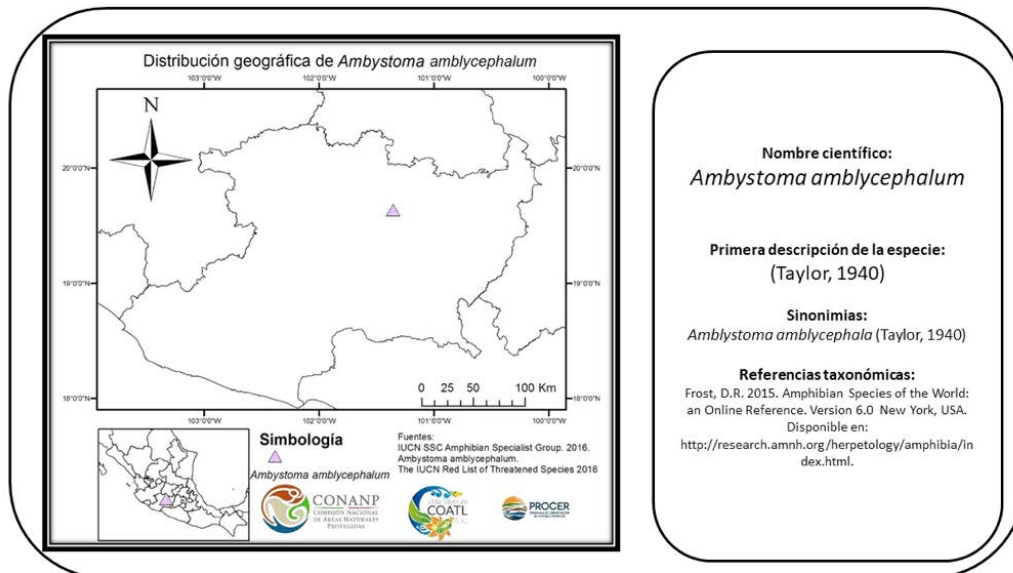 Distribución geográfica de Ambystoma amblycephalum
103°0'0"W 102°0'0"W 101°0'0"W 100°0'0"W
N
20°0'0"N 20°0'0"N
19°0'0"N 19°0'0"N
18°0'0"N 18°0'0"N
0 25 50 100 Km
103°0'0"W 102°0'0"W 101°0'0"W 100°0'0"W
Simbología
Ambystoma amblycephalum
Fuentes:
IUCN SSC Amphibian Specialist Group. 2016.
Ambystoma amblycephalum.
The IUCN Red List of Threatened Species 2016
CONANP
COMISIÓN NACIONAL
DE ÁREAS NATURALES
PROTEGIDAS
COATL
PROCER
Nombre científico:
Ambystoma amblycephalum
Primera descripción de la especie:
(Taylor, 1940)
Sinonimias:
Amblystoma amblycephala (Taylor, 1940)
Referencias taxonómicas:
Frost, D.R. 2015. Amphibian Species of the World:
an Online Reference. Version 6.0 New York, USA.
Disponible en:
http://research.amnh.org/herpetology/amphibia/in
dex.html.